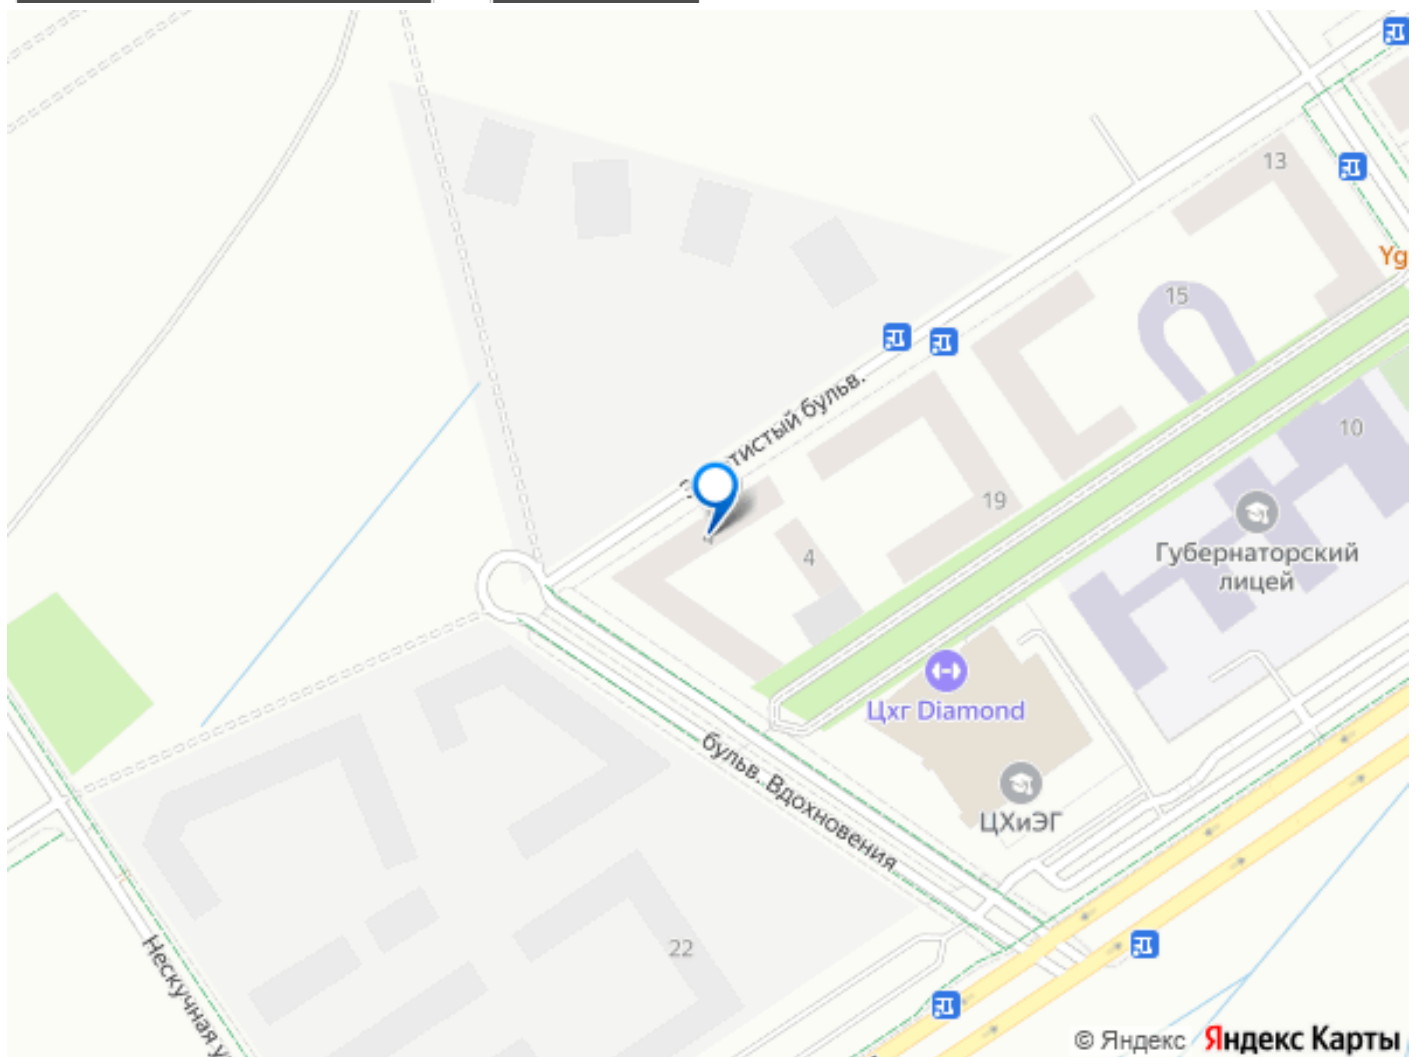 13
Yg
15
тистый бульв.
10
19
4
4
Губернаторский
лицей
Цхг Diamond
бульв. Вдохновения
ЦХиЭГ
22
Нескучная у
© Яндекс Яндекс Карты